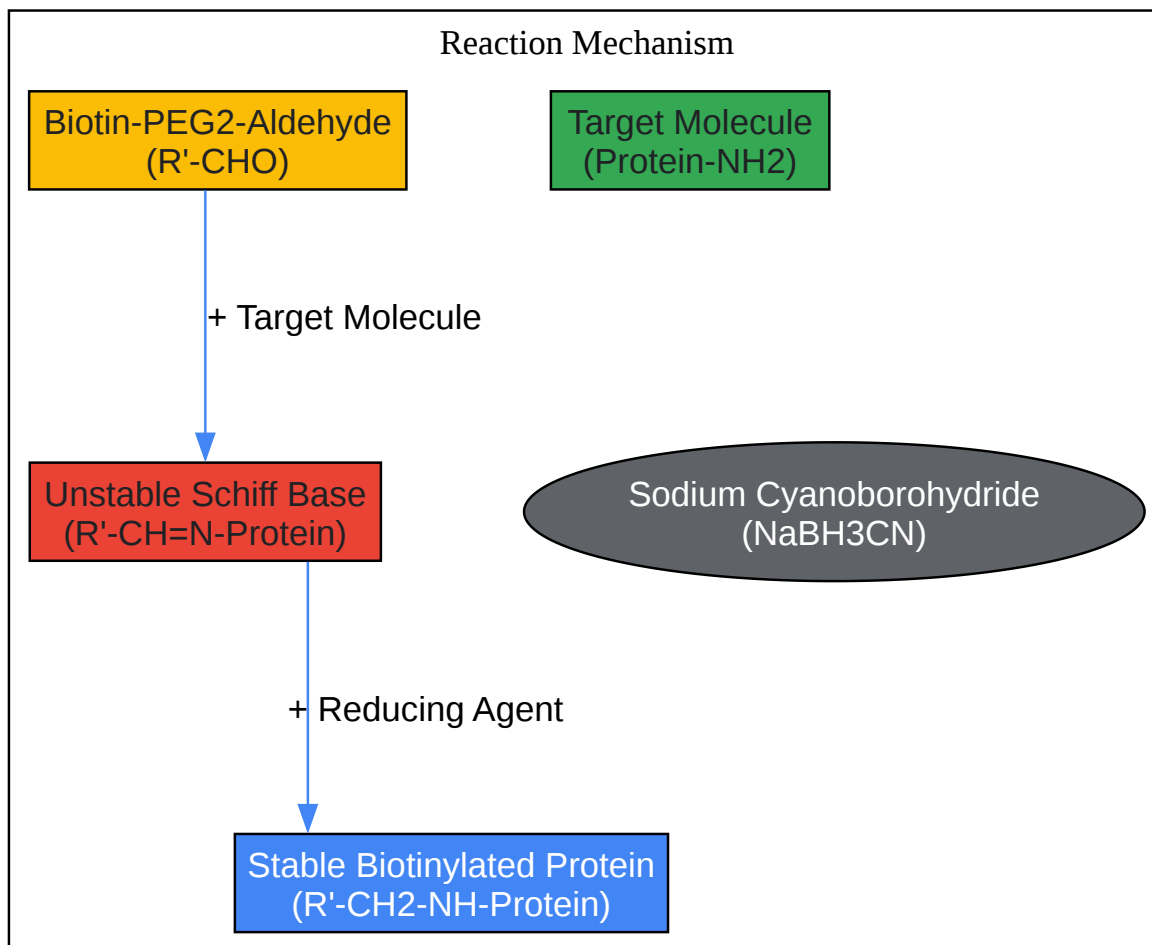 Reaction Mechanism
Biotin-PEG2-Aldehyde
(R'-CHO)
Target Molecule
(Protein-NH2)
+ Target Molecule
Unstable Schiff Base
(R'-CH=N-Protein)
Sodium Cyanoborohydride
(NaBH3CN)
+ Reducing Agent
Stable Biotinylated Protein
(R'-CH2-NH-Protein)